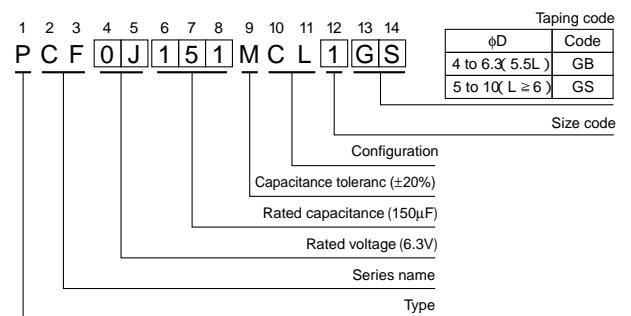 1 2 3 4 5 6 7 8 9 10 11 12 13 14
P C F 0 J 1 5 1 M C L 1 G S
Taping code
φD Code
4 to 6.3( 5.5L ) GB
5 to 10( L ≧ 6 ) GS
Size code
Configuration
Capacitance toleranc (±20%)
Rated capacitance (150μF)
Rated voltage (6.3V)
Series name
Type